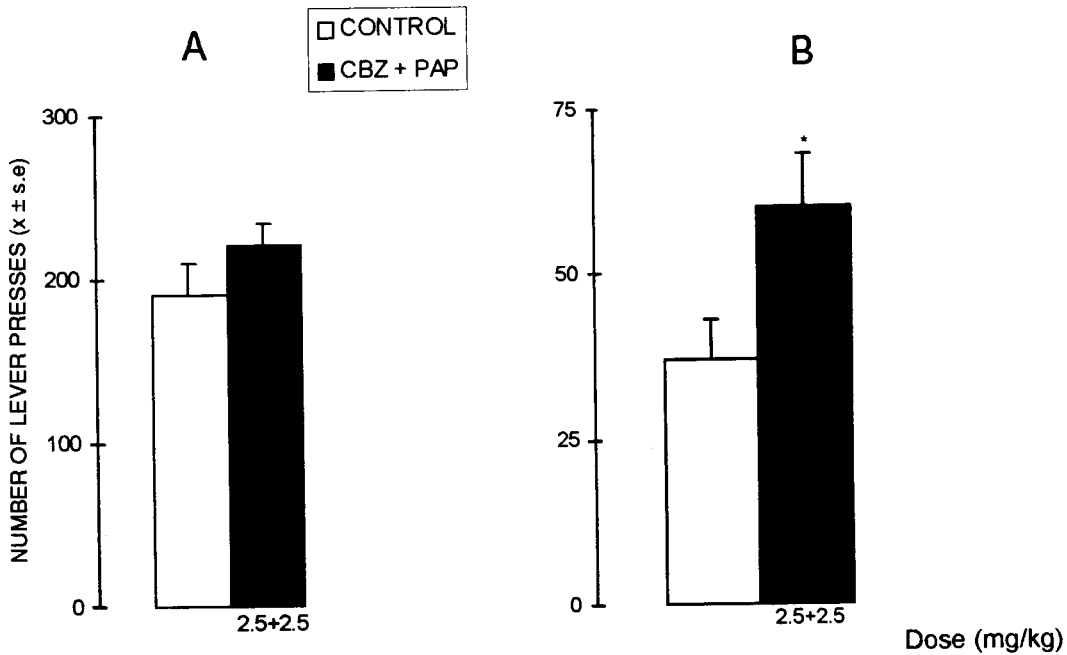 A
CONTROL
CBZ + PAP
B
NUMBER OF LEVER PRESSES (x ± s.e)
300
200
100
0
2.5+2.5
75
50
25
0
*
2.5+2.5
Dose (mg/kg)